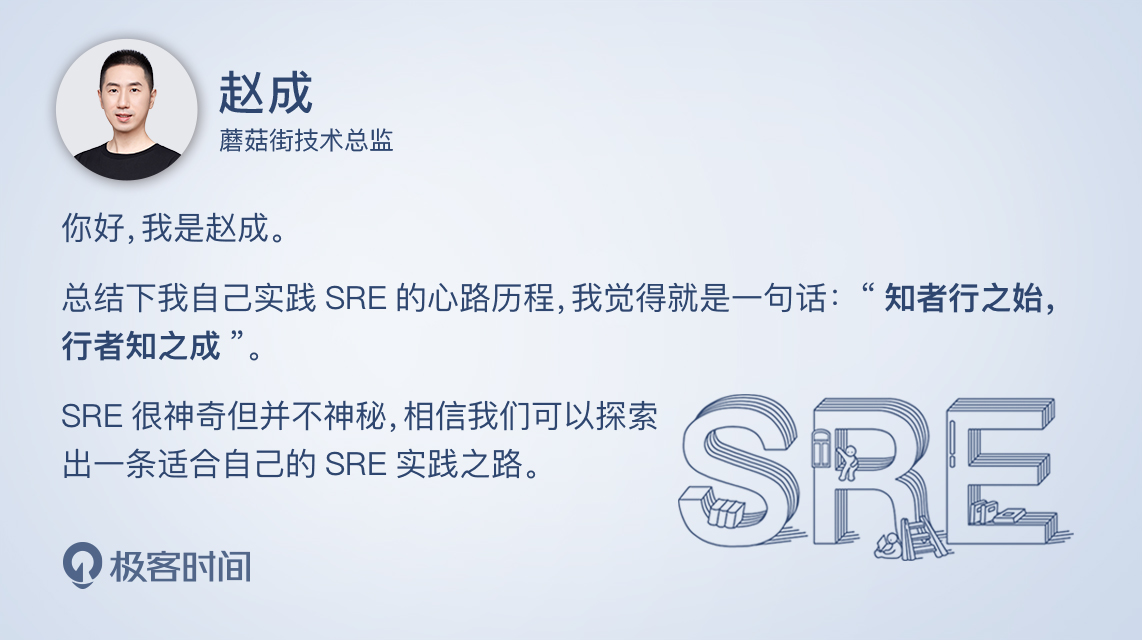 赵成
蘑菇街技术总监
你好，我是赵成。
总结下我自己实践 SRE 的心路历程，我觉得就是一句话：“ 知者行之始，
行者知之成 ”。
SRE 很神奇但并不神秘，相信我们可以探索
出一条适合自己的 SRE 实践之路。
SRE
极客时间